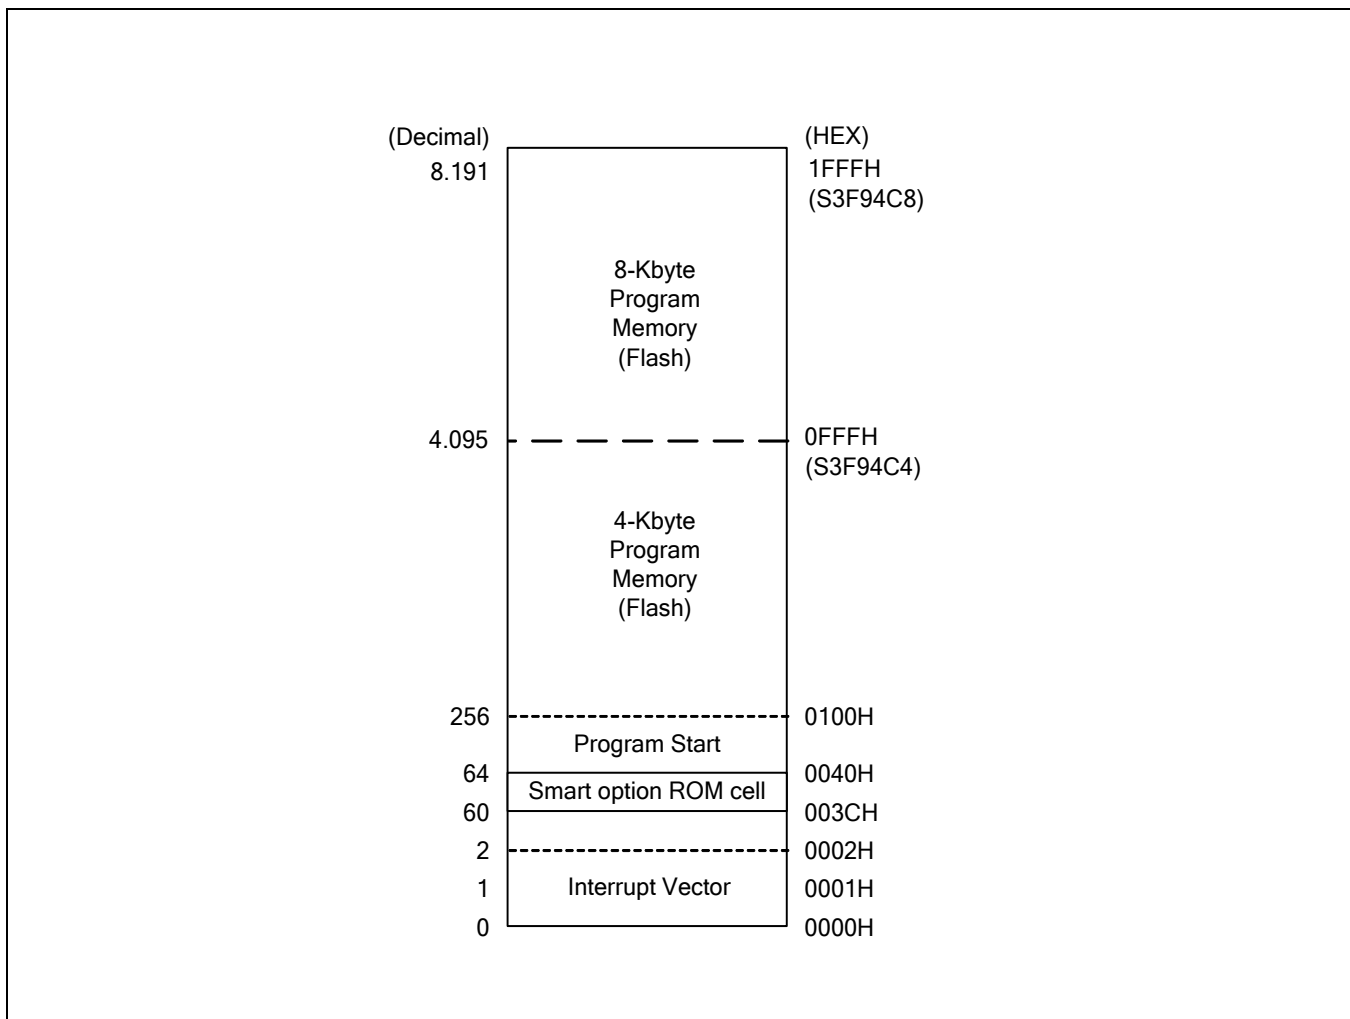 (Decimal)
(HEX)
8.191
1FFFH
(S3F94C8)
8-Kbyte
Program
Memory
(Flash)
4.095
0FFFH
(S3F94C4)
4-Kbyte
Program
Memory
(Flash)
256
0100H
Program Start
64
0040H
Smart option ROM cell
60
003CH
2
0002H
1
Interrupt Vector
0001H
0
0000H